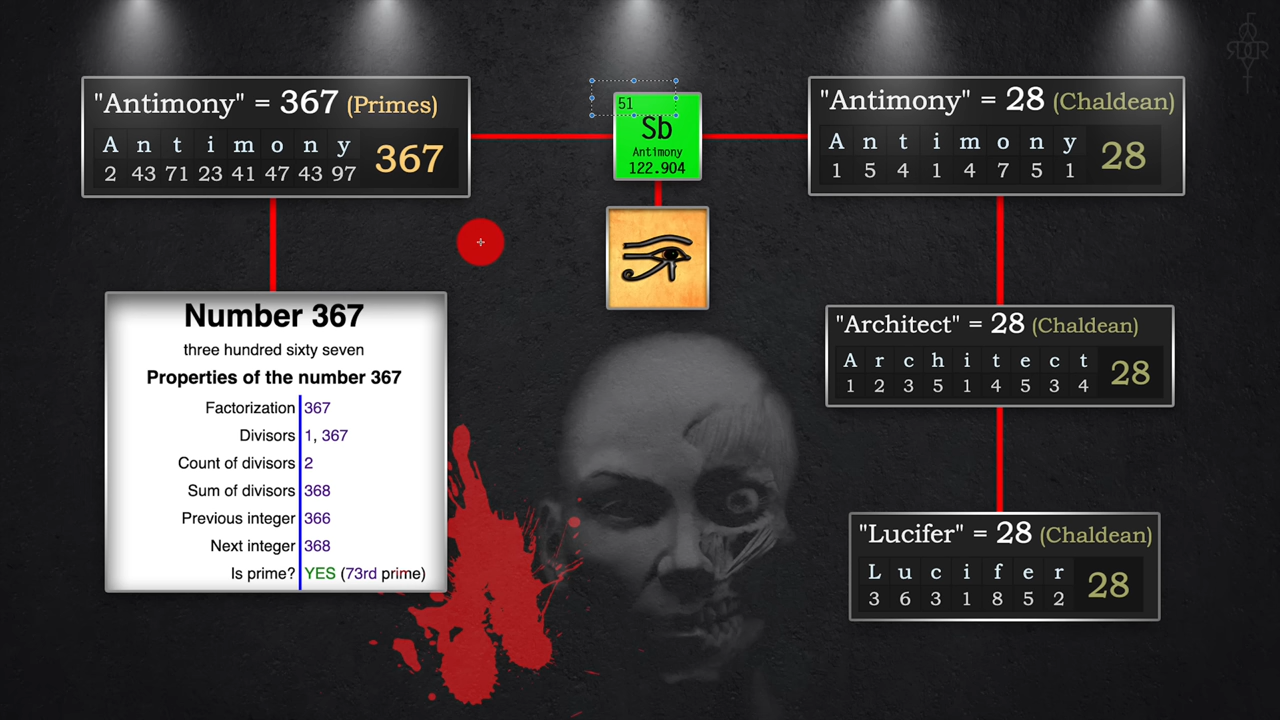 "Antimony" = 367 (Primes)
A n t i m o n y
2 43 71 23 41 47 43 97
367
51
Sb
Antimony
122.904
"Antimony" = 28 (Chaldean)
A n t i m o n y
1 5 4 1 4 7 5 1
28
Number 367
three hundred sixty seven
Properties of the number 367
Factorization 367
Divisors 1, 367
Count of divisors 2
Sum of divisors 368
Previous integer 366
Next integer 368
Is prime? YES (73rd prime)
"Architect" = 28 (Chaldean)
A r c h i t e c t
1 2 3 5 1 4 5 3 4
28
"Lucifer" = 28 (Chaldean)
L u c i f e r
3 6 3 1 8 5 2
28